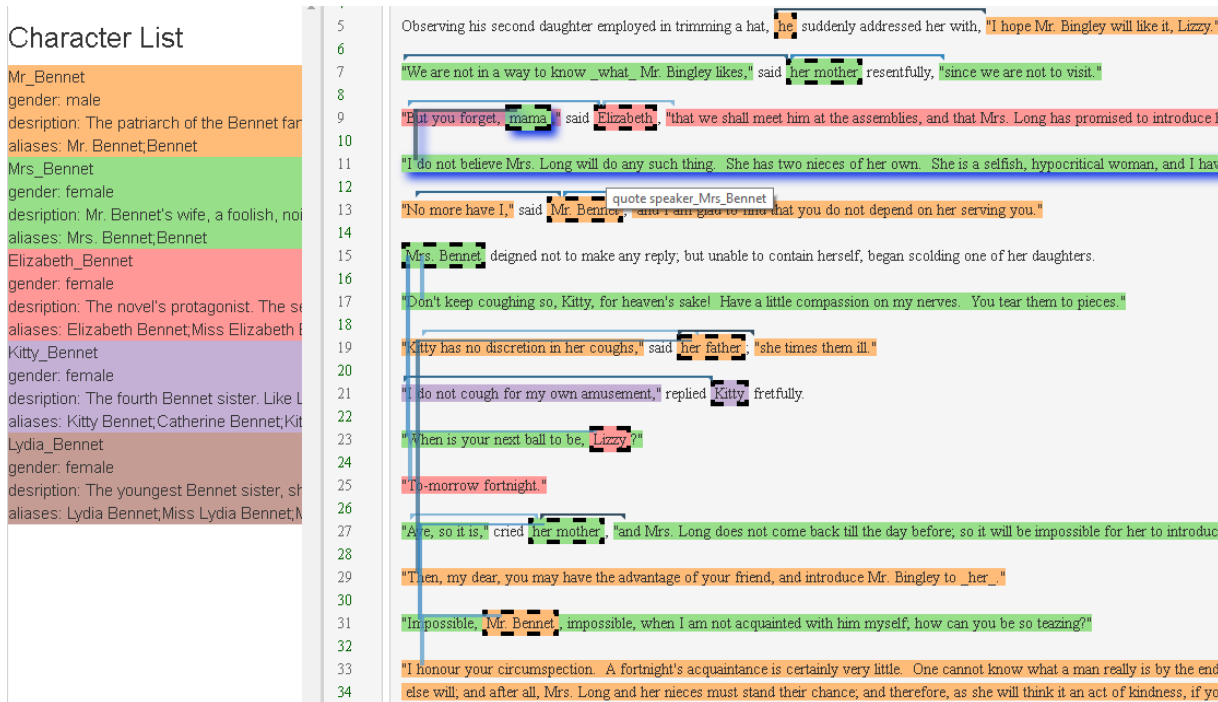 Character List
Mr_Bennet
gender: male
desription: The patriarch of the Bennet far
aliases: Mr. Bennet;Bennet
Mrs_Bennet
gender: female
desription: Mr. Bennet's wife, a foolish, noi
aliases: Mrs. Bennet;Bennet
Elizabeth_Bennet
gender: female
desription: The novel's protagonist. The se
aliases: Elizabeth Bennet;Miss Elizabeth
Kitty_Bennet
gender: female
desription: The fourth Bennet sister. Like L
aliases: Kitty Bennet;Catherine Bennet;Kit
Lydia_Bennet
gender: female
desription: The youngest Bennet sister, sh
aliases: Lydia Bennet;Miss Lydia Bennet;M
5 Observing his second daughter employed in trimming a hat, he suddenly addressed her with, "I hope Mr. Bingley will like it, Lizzy."
6
7 "We are not in a way to know _what_ Mr. Bingley likes," said her mother resentfully, "since we are not to visit."
8
9 "But you forget, mama," said Elizabeth, "that we shall meet him at the assemblies, and that Mrs. Long has promised to introduce
10
11 "I do not believe Mrs. Long will do any such thing. She has two nieces of her own. She is a selfish, hypocritical woman, and I hav
12
quote speaker_Mrs_Bennet
13 "No more have I," said Mr. Bennet, "and I am glad to find that you do not depend on her serving you."
14
15 Mrs. Bennet deigned not to make any reply; but unable to contain herself, began scolding one of her daughters.
16
17 "Don't keep coughing so, Kitty, for heaven's sake! Have a little compassion on my nerves. You tear them to pieces."
18
19 "Kitty has no discretion in her coughs," said her father; "she times them ill."
20
21 "I do not cough for my own amusement," replied Kitty fretfully.
22
23 "When is your next ball to be, Lizzy?"
24
25 "To-morrow fortnight."
26
27 "Aye, so it is," cried her mother, "and Mrs. Long does not come back till the day before; so it will be impossible for her to introduc
28
29 "Then, my dear, you may have the advantage of your friend, and introduce Mr. Bingley to _her_."
30
31 "Impossible, Mr. Bennet, impossible, when I am not acquainted with him myself; how can you be so teazing?"
32
33 "I honour your circumspection. A fortnight's acquaintance is certainly very little. One cannot know what a man really is by the end
34 else will; and after all, Mrs. Long and her nieces must stand their chance; and therefore, as she will think it an act of kindness, if yo